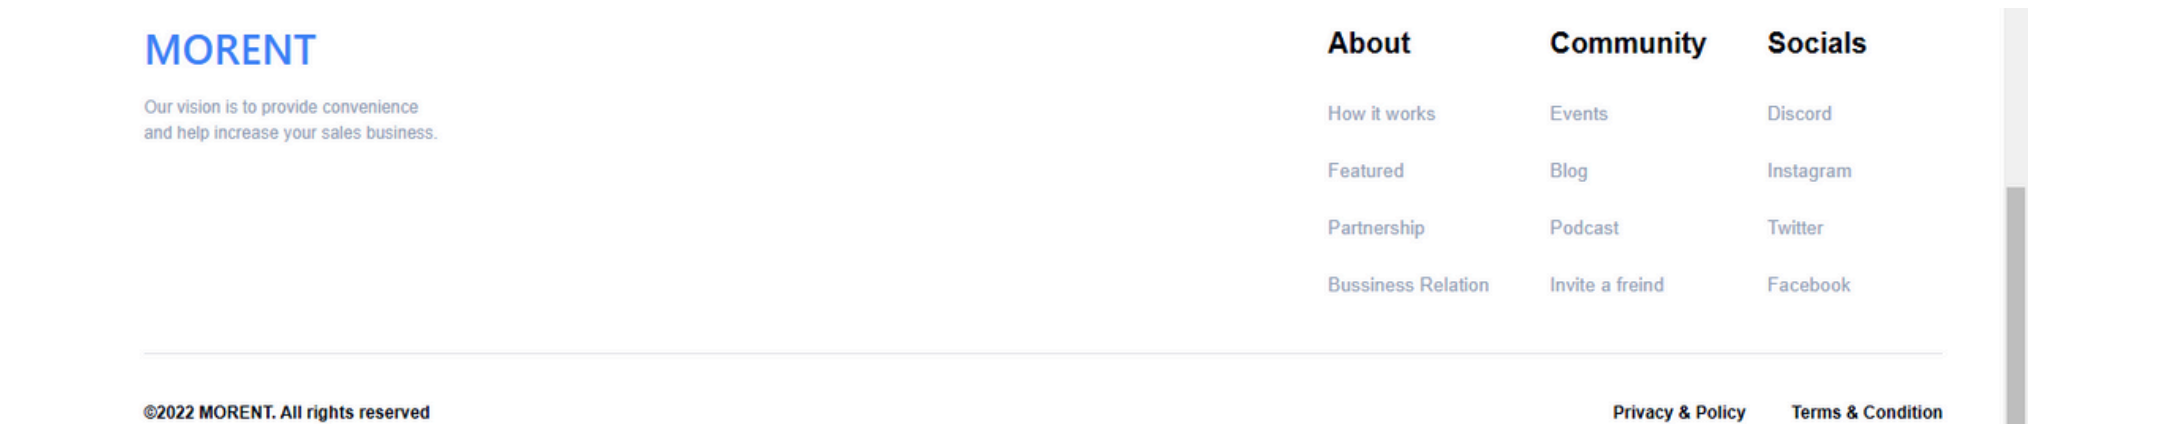 MORENT
Our vision is to provide convenience
and help increase your sales business.
About
How it works
Featured
Partnership
Bussiness Relation
Community
Events
Blog
Podcast
Invite a freind
Socials
Discord
Instagram
Twitter
Facebook
©2022 MORENT. All rights reserved
Privacy & Policy
Terms & Condition